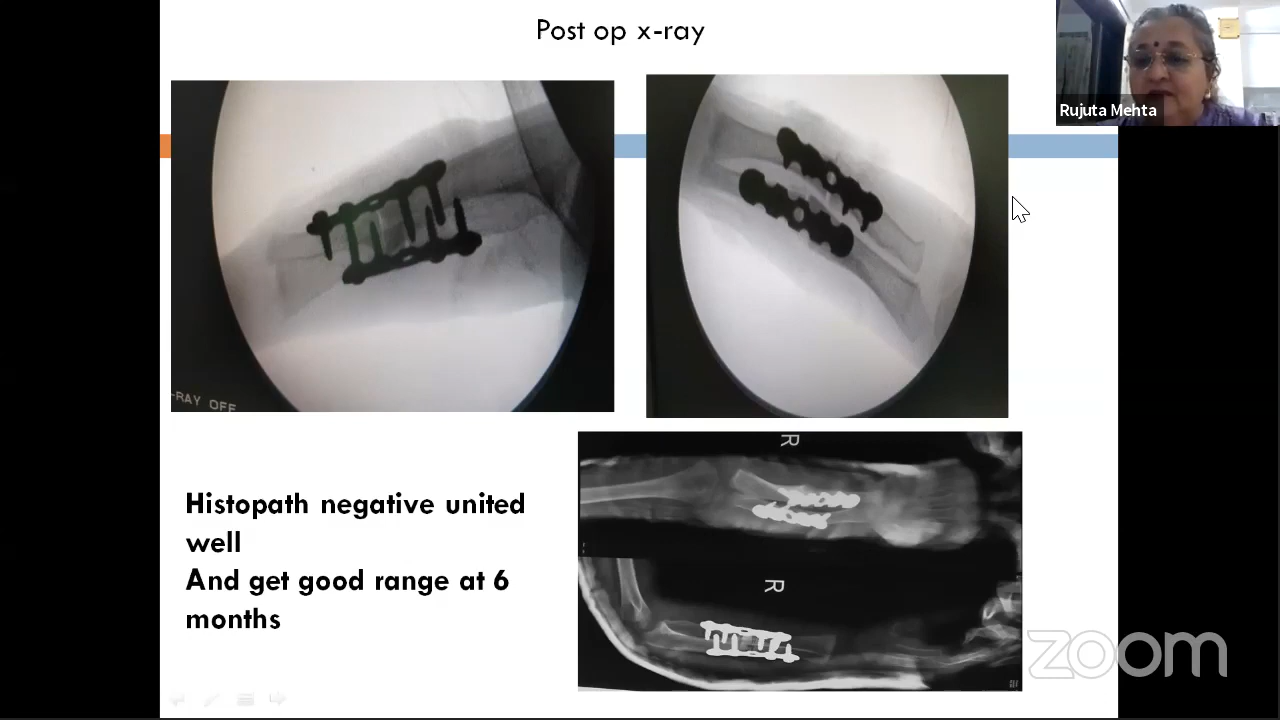 Post op x-ray
Rujuta Mehta
-RAY OFF
R
Histopath negative united
well
And get good range at 6
months
R
zoom